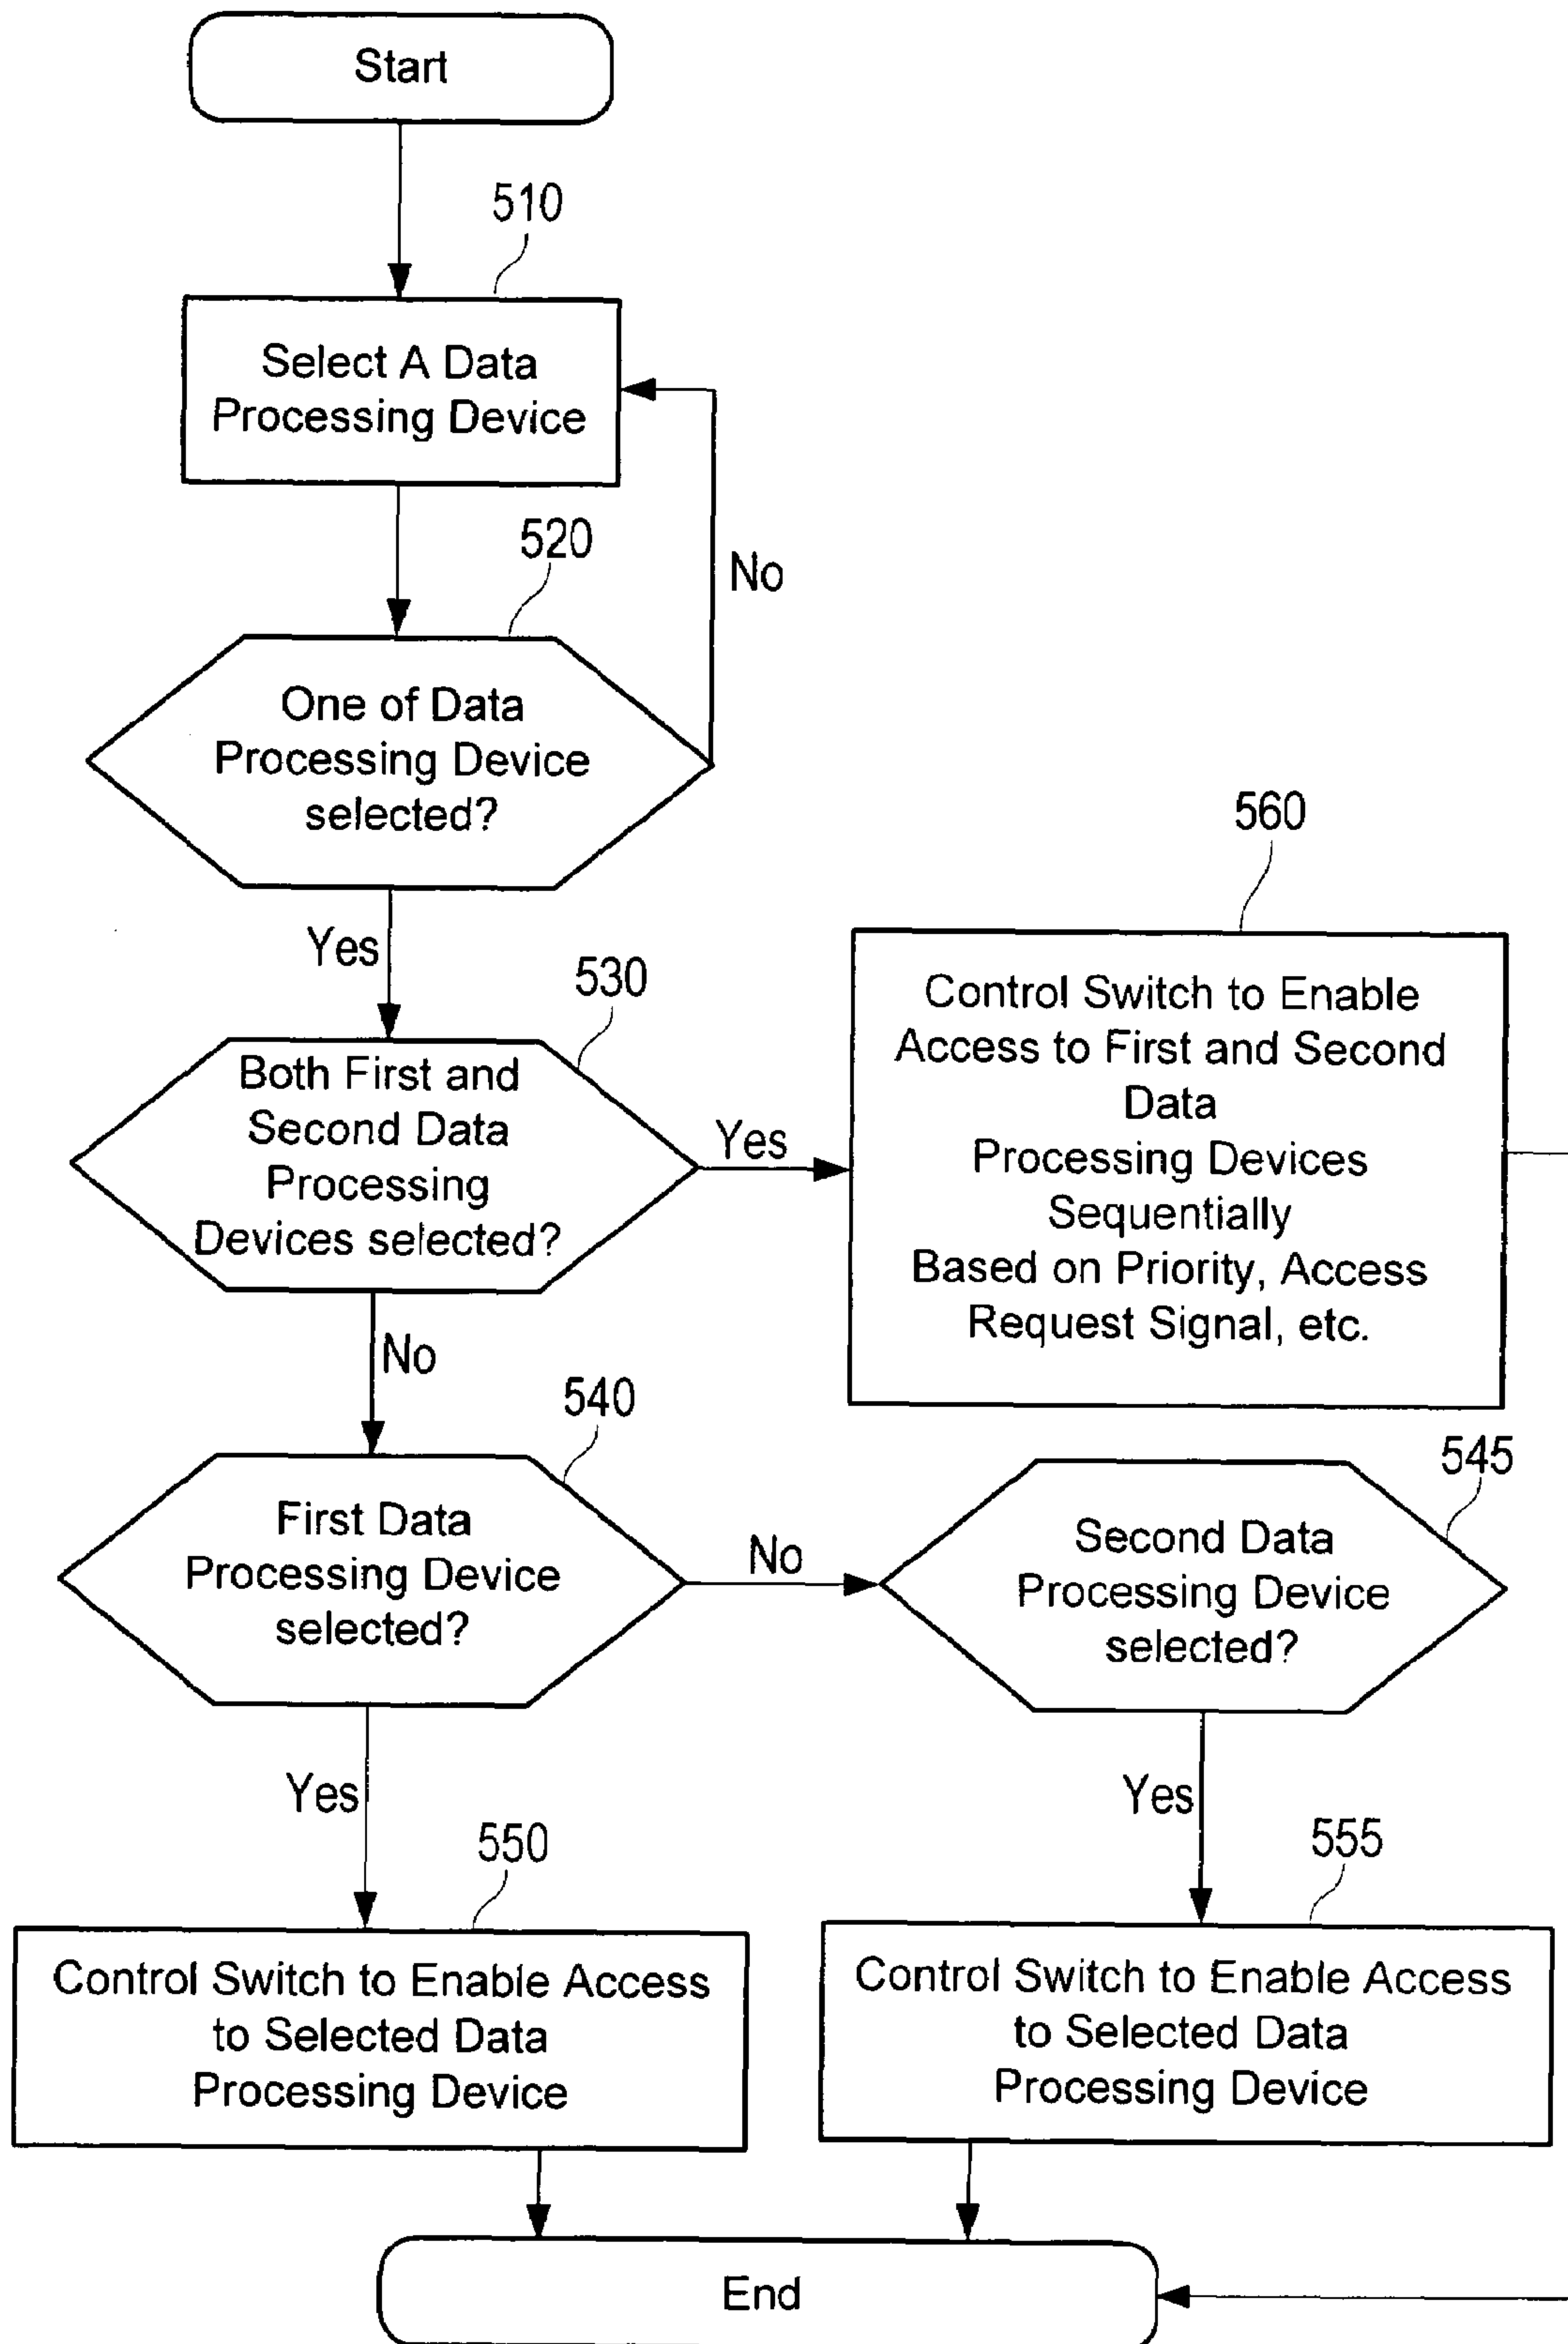 Start
510
Select A Data
Processing Device
520
No
One of Data
Processing Device
selected?
Yes
530
Both First and
Second Data
Processing
Devices selected?
Yes
560
Control Switch to Enable
Access to First and Second
Data
Processing Devices
Sequentially
Based on Priority, Access
Request Signal, etc.
No
540
First Data
Processing Device
selected?
No
545
Second Data
Processing Device
selected?
Yes
550
Control Switch to Enable Access
to Selected Data
Processing Device
Yes
555
Control Switch to Enable Access
to Selected Data
Processing Device
End